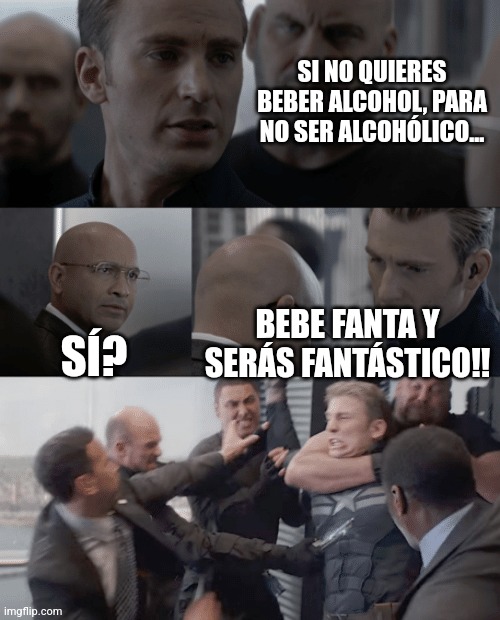 SI NO QUIERES
BEBER ALCOHOL, PARA
NO SER ALCOHÓLICO...
SÍ?
BEBE FANTA Y
SERÁS FANTÁSTICO!!
imgflip.com